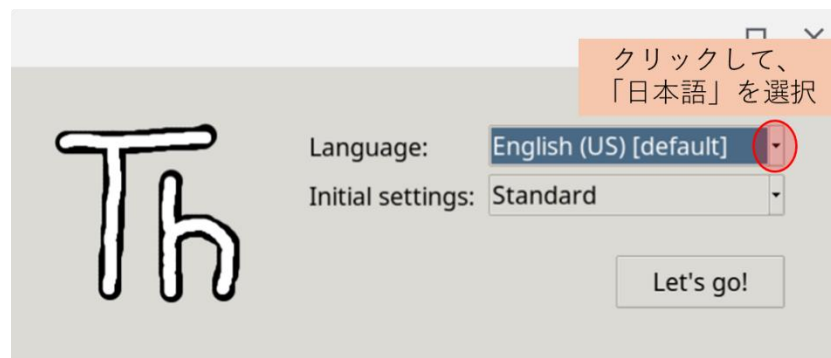 クリックして、
「日本語」を選択
Th
Language: English (US) [default]
Initial settings: Standard
Let's go!